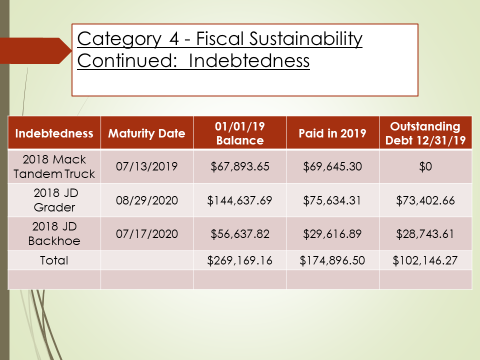 Category 4 - Fiscal Sustainability
Continued:  Indebtedness
Indebtedness Maturity Date 01/01/19 Balance Paid in 2019 Outstanding Debt 12/31/19
2018 Mack Tandem Truck 07/13/2019 $67,893.65 $69,645.30 $0
2018 JD Grader 08/29/2020 $144,637.69 $75,634.31 $73,402.66
2018 JD Backhoe 07/17/2020 $56,637.82 $29,616.89 $28,743.61
Total $269,169.16 $174,896.50 $102,146.27